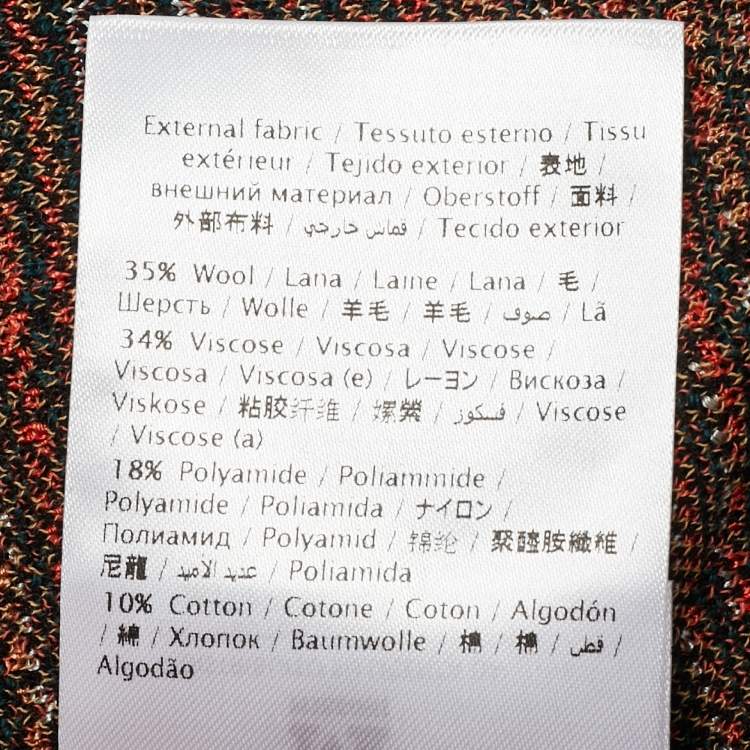 External fabric / Tessuto esterno / Tissu
extérieur / Tejido exterior / 表地 /
внешний материал / Oberstoff / 面料 /
外部布料 / قماش خارجي / Tecido exterior
35% Wool / Lana / Laine / Lana / 毛 /
Шерсть / Wolle / 羊毛 / 羊毛 / صوف / Lã
34% Viscose / Viscosa / Viscose /
Viscosa / Viscosa (e) / レーヨン / Вискоза /
Viskose / 粘胶纤维 / 嫘縈 / فسكوز / Viscose
/ Viscose (a)
18% Polyamide / Poliammide /
Polyamide / Poliamida / ナイロン /
Полиамид / Polyamid / 锦纶 / 聚醯胺纖維 /
尼龍 / عديد الأميد / Poliamida
10% Cotton / Cotone / Coton / Algodón
/ 綿 / Хлопок / Baumwolle / 棉 / 棉 / قطن /
Algodão